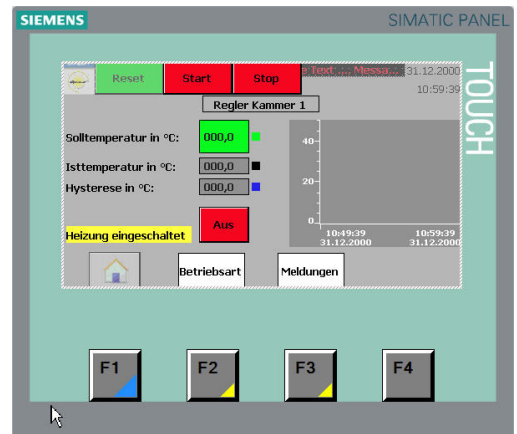 SIEMENS
SIMATIC PANEL
TOUCH
Reset
Start
Stop
Text .... Messa... 31.12.2000
10:59:39
Regler Kammer 1
Solltemperatur in °C: 000,0
Isttemperatur in °C: 000,0
Hysterese in °C: 000,0
40
20
0
10:49:39 10:59:39
31.12.2000 31.12.2000
Heizung eingeschaltet
Aus
Betriebsart
Meldungen
F1
F2
F3
F4